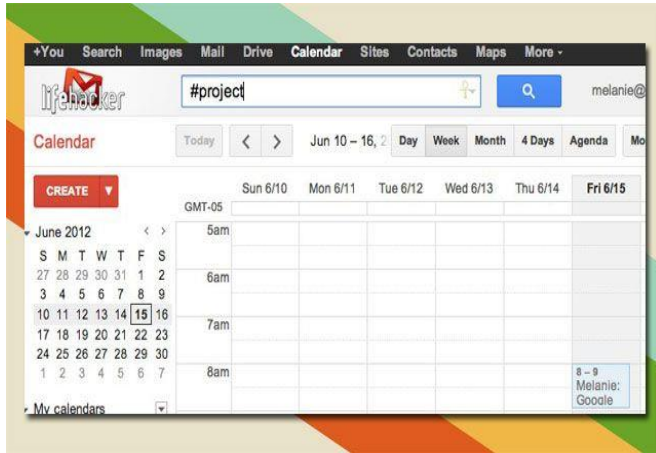 +You Search Images Mail Drive Calendar Sites Contacts Maps More
lifehacker
#project
melanie@
Calendar
Today
Jun 10 – 16, 2
Day Week Month 4 Days Agenda Mo
CREATE
Sun 6/10 Mon 6/11 Tue 6/12 Wed 6/13 Thu 6/14 Fri 6/15
GMT-05
June 2012
S M T W T F S
27 28 29 30 31 1 2
3 4 5 6 7 8 9
10 11 12 13 14 15 16
17 18 19 20 21 22 23
24 25 26 27 28 29 30
1 2 3 4 5 6 7
My calendars
5am
6am
7am
8am
8 – 9
Melanie:
Google